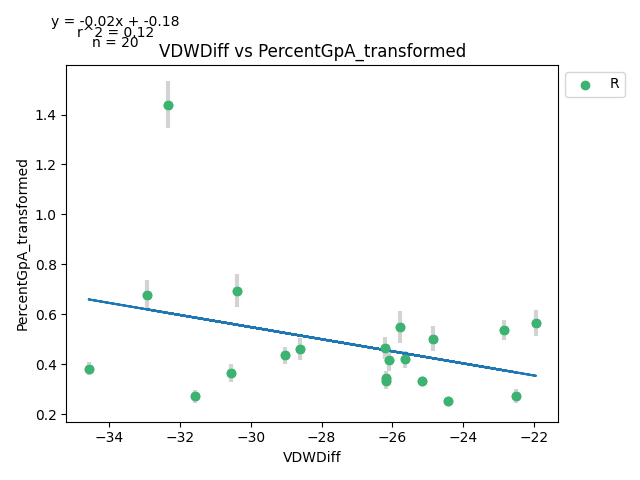 y = -0.02x + -0.18
r^2 = 0.12
n = 20
VDWDiff vs PercentGpA_transformed
R
PercentGpA_transformed
1.4
1.2
1.0
0.8
0.6
0.4
0.2
−34 −32 −30 −28 −26 −24 −22
VDWDiff